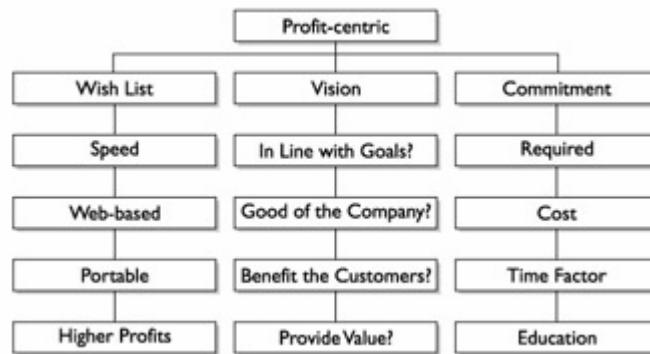 Profit-centric
Wish List
Vision
Commitment
Speed
In Line with Goals?
Required
Web-based
Good of the Company?
Cost
Portable
Benefit the Customers?
Time Factor
Higher Profits
Provide Value?
Education